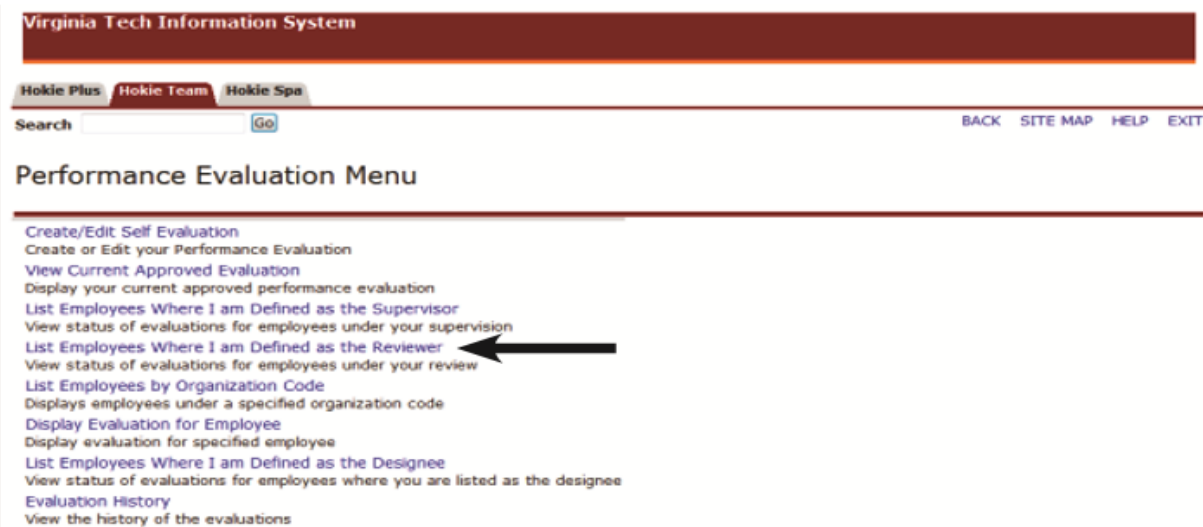 Virginia Tech Information System
Hokie Plus Hokie Team Hokie Spa
Search Go BACK SITE MAP HELP EXIT
Performance Evaluation Menu
Create/Edit Self Evaluation
Create or Edit your Performance Evaluation
View Current Approved Evaluation
Display your current approved performance evaluation
List Employees Where I am Defined as the Supervisor
View status of evaluations for employees under your supervision
List Employees Where I am Defined as the Reviewer
View status of evaluations for employees under your review
List Employees by Organization Code
Displays employees under a specified organization code
Display Evaluation for Employee
Display evaluation for specified employee
List Employees Where I am Defined as the Designee
View status of evaluations for employees where you are listed as the designee
Evaluation History
View the history of the evaluations